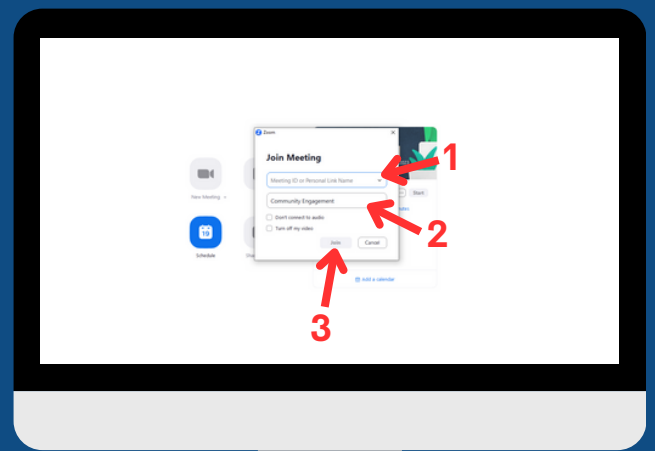 Zoom
Join Meeting
1
Meeting ID or Personal Link Name
Start
New Meeting
Community Engagement
2
Don't connect to audio
19
Turn off my video
Join
Cancel
Schedule
Add a calendar
3